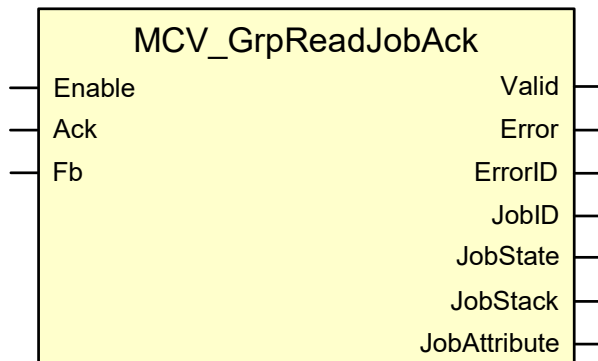 MCV_GrpReadJobAck
Enable Valid
Ack Error
Fb ErrorID
JobID
JobState
JobStack
JobAttribute